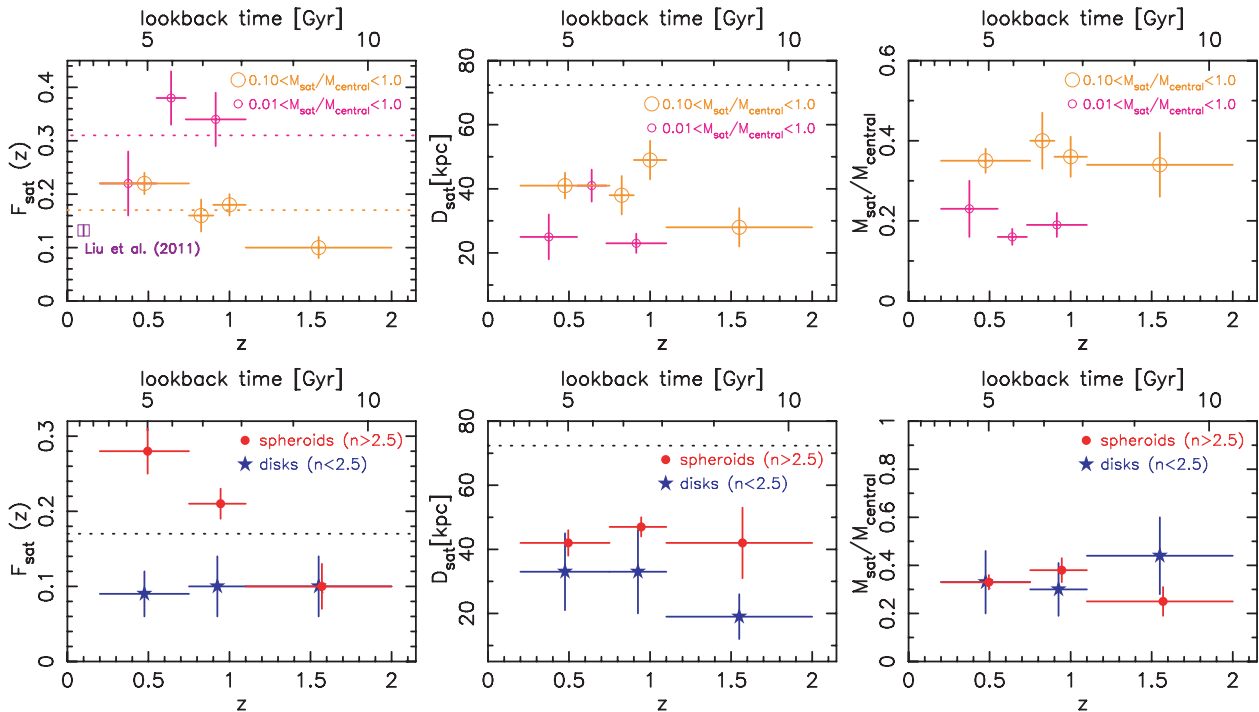 lookback time [Gyr]
5 10
0.4
0.3
0.2
0.1
0
F_sat (z)
0.10<M_sat/M_central<1.0
0.01<M_sat/M_central<1.0
Liu et al. (2011)
0 0.5 1 1.5 2
z
lookback time [Gyr]
5 10
80
60
40
20
D_sat[kpc]
0.10<M_sat/M_central<1.0
0.01<M_sat/M_central<1.0
0 0.5 1 1.5 2
z
lookback time [Gyr]
5 10
0.6
0.4
0.2
0
M_sat/M_central
0.10<M_sat/M_central<1.0
0.01<M_sat/M_central<1.0
0 0.5 1 1.5 2
z
lookback time [Gyr]
5 10
0.3
0.2
0.1
0
F_sat (z)
spheroids (n>2.5)
disks (n<2.5)
0 0.5 1 1.5 2
z
lookback time [Gyr]
5 10
80
60
40
20
D_sat[kpc]
spheroids (n>2.5)
disks (n<2.5)
0 0.5 1 1.5 2
z
lookback time [Gyr]
5 10
1
0.8
0.6
0.4
0.2
0
M_sat/M_central
spheroids (n>2.5)
disks (n<2.5)
0 0.5 1 1.5 2
z